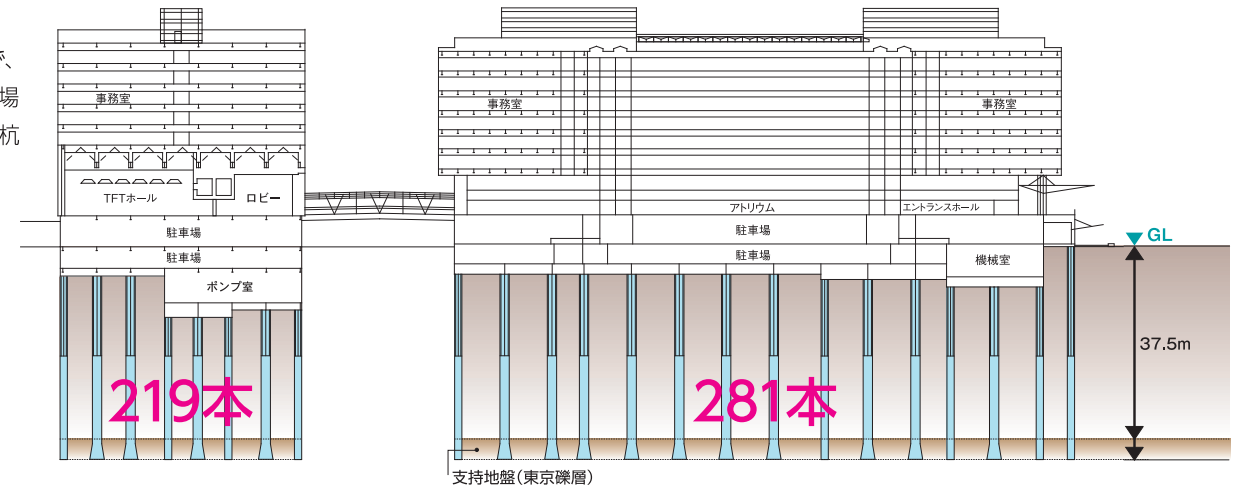 で、
場
杭
事務室
TFTホール
ロビー
駐車場
駐車場
ポンプ室
219本
事務室
事務室
アトリウム
エントランスホール
駐車場
駐車場
機械室
GL
37.5m
281本
支持地盤(東京礫層)